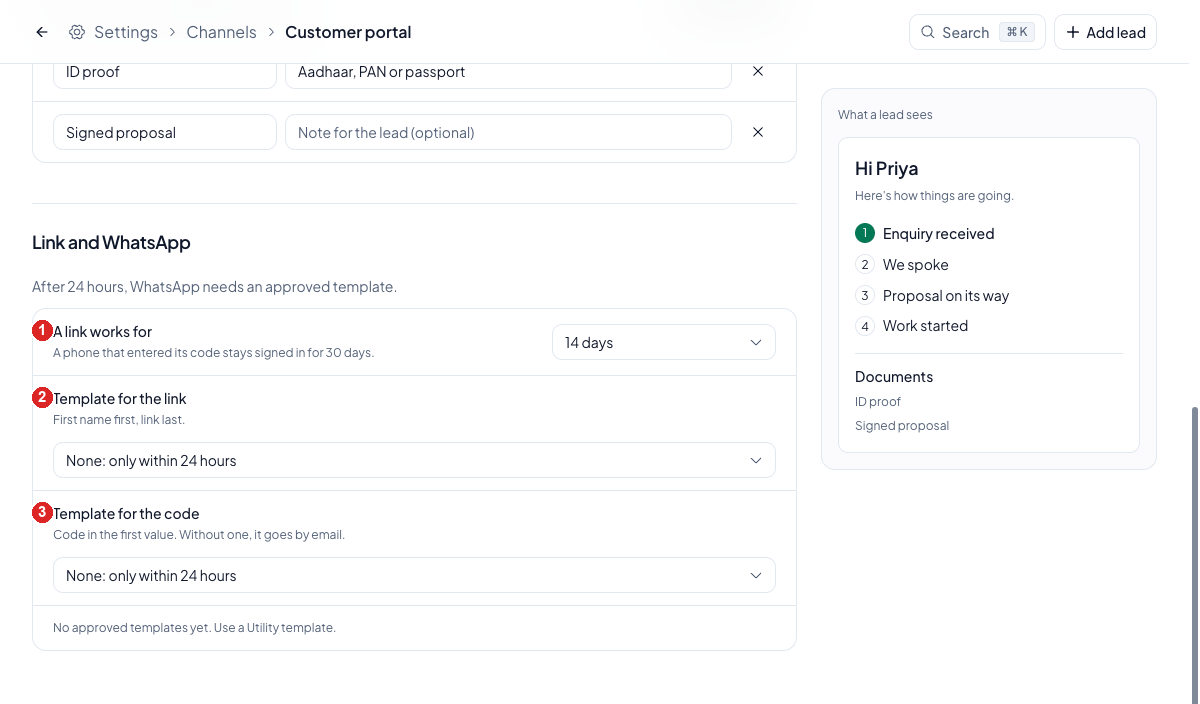 Settings > Channels > Customer portal
Search ⌘ K
+ Add lead
ID proof
Aadhaar, PAN or passport
Signed proposal
Note for the lead (optional)
Link and WhatsApp
After 24 hours, WhatsApp needs an approved template.
1 A link works for
A phone that entered its code stays signed in for 30 days.
14 days
2 Template for the link
First name first, link last.
None: only within 24 hours
3 Template for the code
Code in the first value. Without one, it goes by email.
None: only within 24 hours
No approved templates yet. Use a Utility template.
What a lead sees
Hi Priya
Here's how things are going.
1 Enquiry received
2 We spoke
3 Proposal on its way
4 Work started
Documents
ID proof
Signed proposal